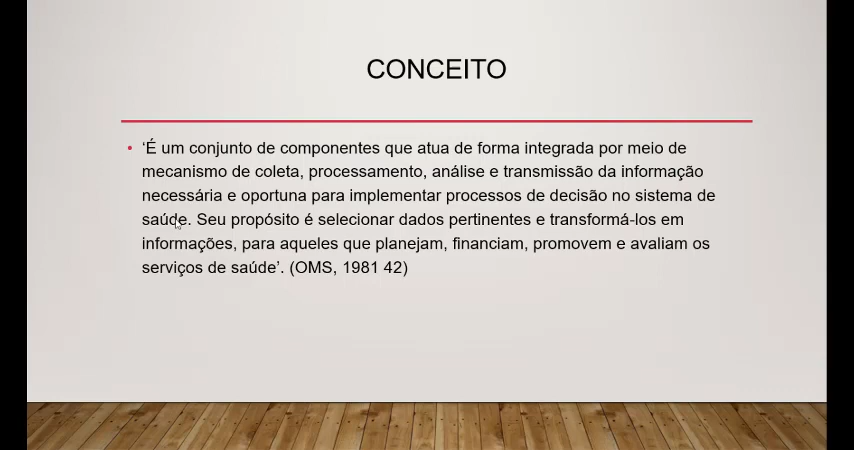 CONCEITO
• ‘É um conjunto de componentes que atua de forma integrada por meio de
mecanismo de coleta, processamento, análise e transmissão da informação
necessária e oportuna para implementar processos de decisão no sistema de
saúde. Seu propósito é selecionar dados pertinentes e transformá-los em
informações, para aqueles que planejam, financiam, promovem e avaliam os
serviços de saúde’. (OMS, 1981 42)